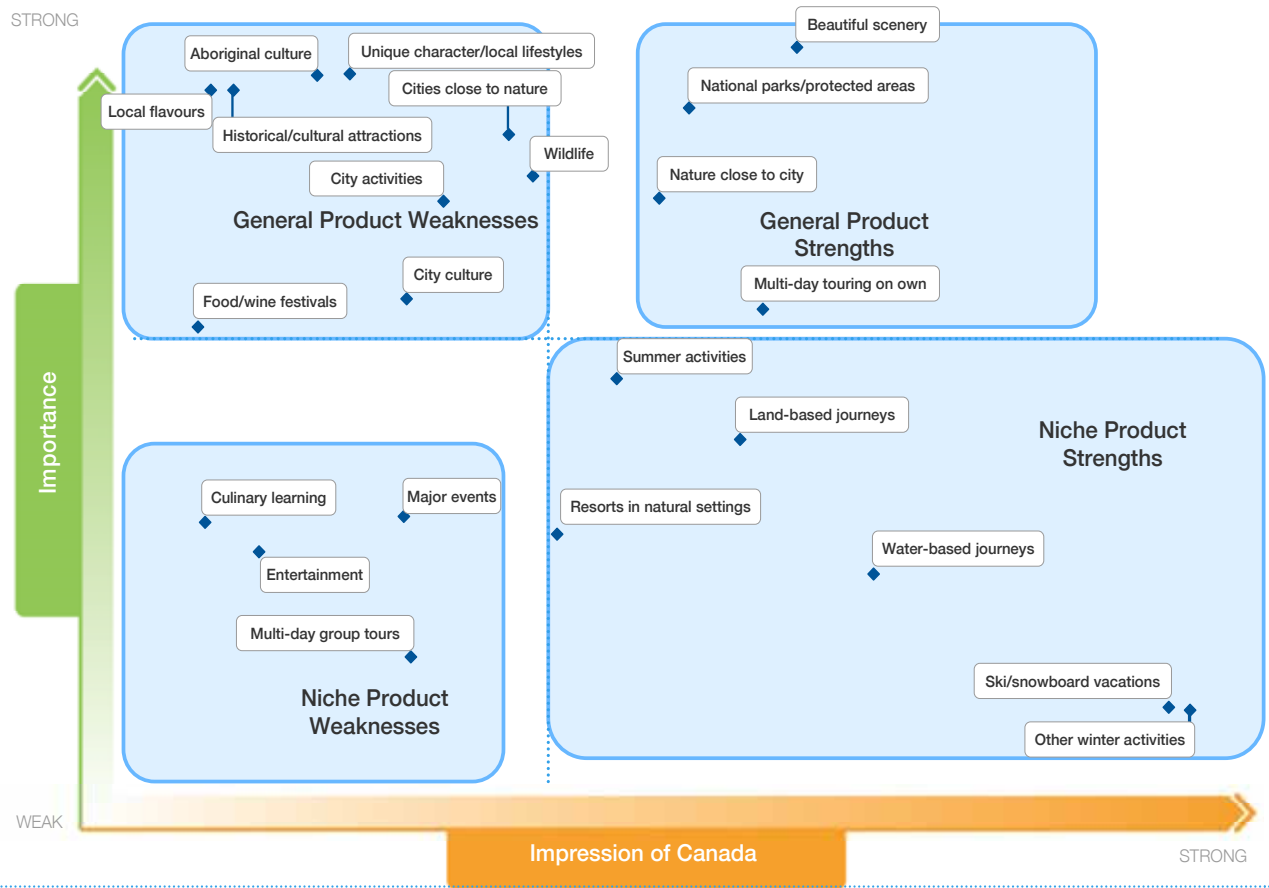 STRONG
Beautiful scenery
Aboriginal culture
Unique character/local lifestyles
Cities close to nature
National parks/protected areas
Local flavours
Historical/cultural attractions
Wildlife
City activities
Nature close to city
General Product Weaknesses
General Product
Strengths
City culture
Multi-day touring on own
Food/wine festivals
Summer activities
Land-based journeys
Niche Product
Strengths
Importance
Culinary learning
Major events
Resorts in natural settings
Water-based journeys
Entertainment
Multi-day group tours
Ski/snowboard vacations
Niche Product
Weaknesses
Other winter activities
WEAK
Impression of Canada
STRONG